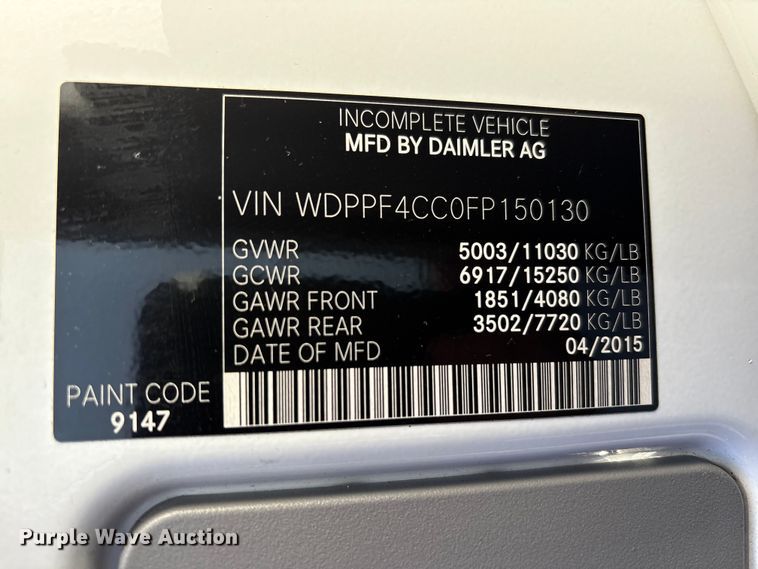 INCOMPLETE VEHICLE
MFD BY DAIMLER AG
VIN WDPPF4CC0FP150130
GVWR 5003/11030 KG/LB
GCWR 6917/15250 KG/LB
GAWR FRONT 1851/4080 KG/LB
GAWR REAR 3502/7720 KG/LB
DATE OF MFD 04/2015
PAINT CODE
9147
Purple Wave Auction